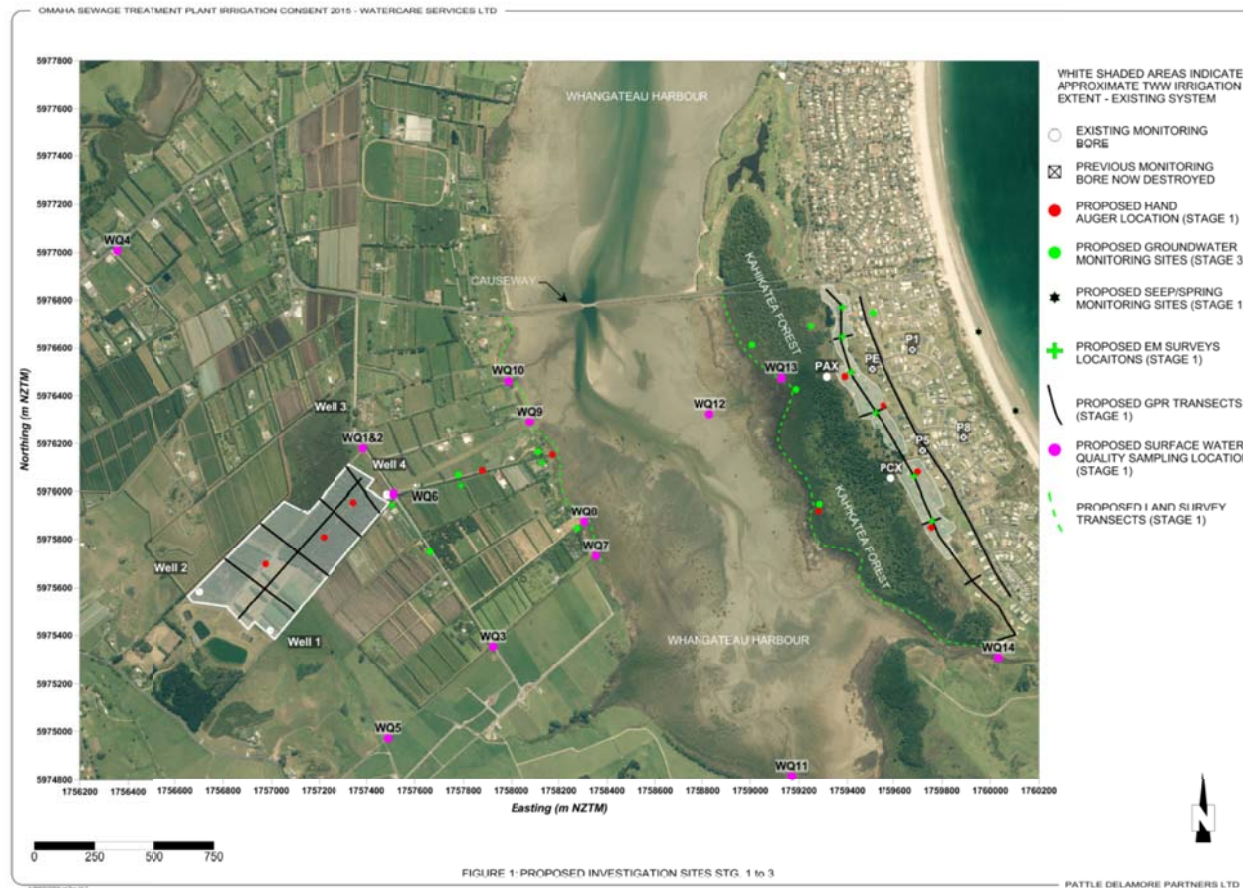 OMAHA SEWAGE TREATMENT PLANT IRRIGATION CONSENT 2015 - WATERCARE SERVICES LTD
5977800
5977600
5977400
5977200
5977000
5976800
5976600
5976400
5976200
5976000
5975800
5975600
5975400
5975200
5975000
5974800
Northing (m NZTM)
1756200
1756400
1756600
1756800
1757000
1757200
1757400
1757600
1757800
1758000
1758200
1758400
1758600
1758800
1759000
1759200
1759400
1759600
1759800
1760000
1760200
Easting (m NZTM)
WHANGATEAU HARBOUR
WQ4
CAUSEWAY
KAHIKATEA FOREST
P1
PE
WQ10
WQ13
PAX
Well 3
WQ9
WQ12
WQ1&2
P5
P8
Well 4
PCX
WQ6
WQ8
KAHIKATEA FOREST
WQ7
Well 2
Well 1
WQ3
WHANGATEAU HARBOUR
WQ14
WQ5
WQ11
WHITE SHADED AREAS INDICATE
APPROXIMATE TWW IRRIGATION
EXTENT - EXISTING SYSTEM
EXISTING MONITORING
BORE
PREVIOUS MONITORING
BORE NOW DESTROYED
PROPOSED HAND
AUGER LOCATION (STAGE 1)
PROPOSED GROUNDWATER
MONITORING SITES (STAGE 3
PROPOSED SEEP/SPRING
MONITORING SITES (STAGE 1
PROPOSED EM SURVEYS
LOCAITONS (STAGE 1)
PROPOSED GPR TRANSECTS
(STAGE 1)
PROPOSED SURFACE WATER
QUALITY SAMPLING LOCATION
(STAGE 1)
PROPOSED LAND SURVEY
TRANSECTS (STAGE 1)
N
0
250
500
750
FIGURE 1: PROPOSED INVESTIGATION SITES STG. 1 to 3
PATTLE DELAMORE PARTNERS LTD